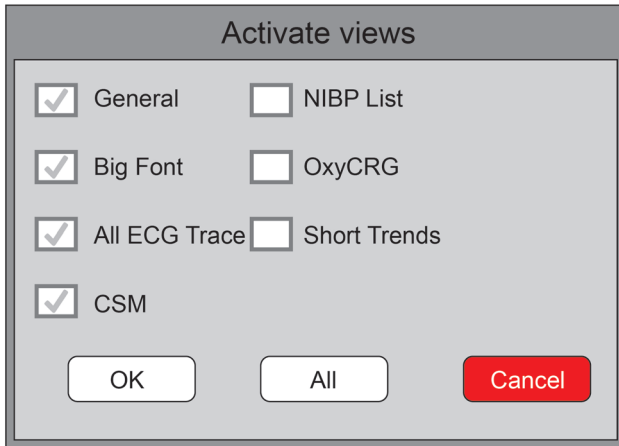 Activate views
General NIBP List
Big Font OxyCRG
All ECG Trace Short Trends
CSM
OK All Cancel